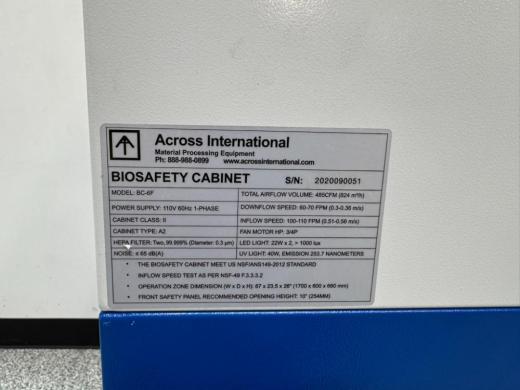 Across International
Material Processing Equipment
Ph: 888-988-0899 www.acrossinternational.com
BIOSAFETY CABINET S/N: 2020090051
MODEL: BC-6F TOTAL AIRFLOW VOLUME: 485CFM (824 m³/h)
POWER SUPPLY: 110V 60Hz 1-PHASE DOWNFLOW SPEED: 60-70 FPM (0.3-0.36 m/s)
CABINET CLASS: II INFLOW SPEED: 100-110 FPM (0.51-0.56 m/s)
CABINET TYPE: A2 FAN MOTOR HP: 3/4P
HEPA FILTER: Two, 99.999% (Diameter: 0.3 μm) LED LIGHT: 22W x 2, > 1000 lux
NOISE: ≤ 65 dB(A) UV LIGHT: 40W, EMISSION 253.7 NANOMETERS
• THE BIOSAFETY CABINET MEET US NSF/ANSI49-2012 STANDARD
• INFLOW SPEED TEST AS PER NSF-49 F.3.3.3.2
• OPERATION ZONE DIMENSION (W x D x H): 67 x 23.5 x 26" (1700 x 600 x 660 mm)
• FRONT SAFETY PANEL RECOMMENDED OPENING HEIGHT: 10" (254MM)